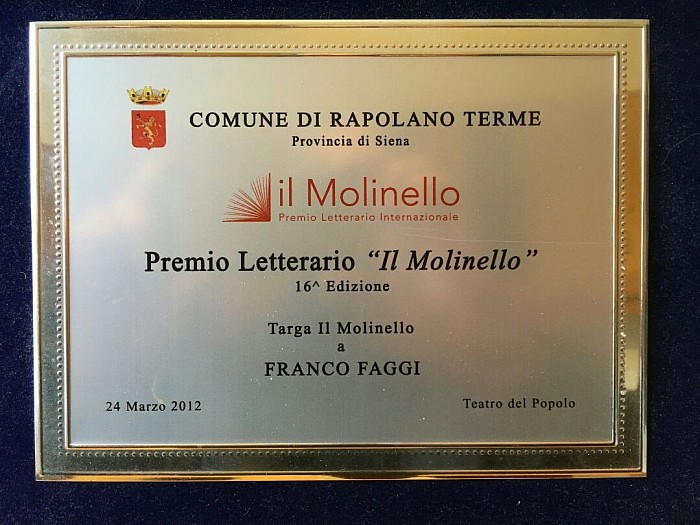 COMUNE DI RAPOLANO TERME
Provincia di Siena
il Molinello
Premio Letterario Internazionale
Premio Letterario “Il Molinello”
16^ Edizione
Targa Il Molinello
a
FRANCO FAGGI
24 Marzo 2012
Teatro del Popolo